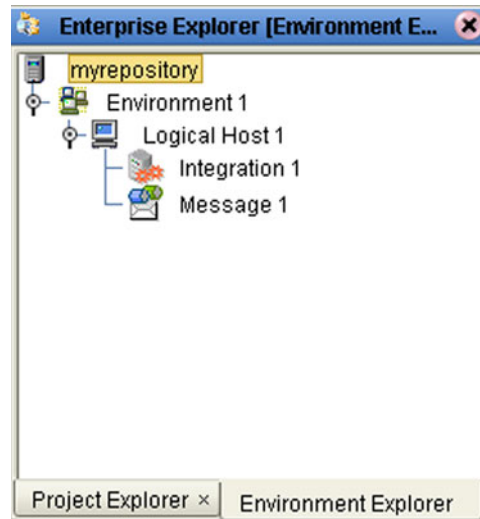 Enterprise Explorer [Environment E...
myrepository
Environment 1
Logical Host 1
Integration 1
Message 1
Project Explorer × Environment Explorer